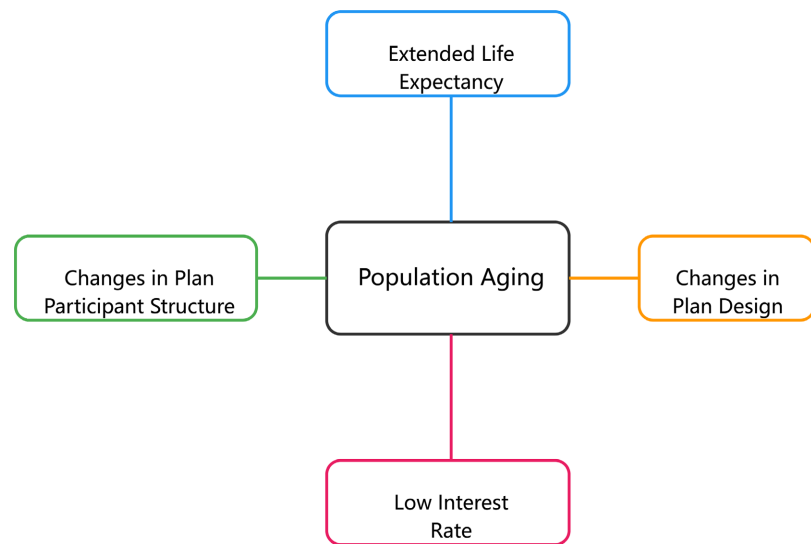 Extended Life
Expectancy
Changes in Plan
Participant Structure
Population Aging
Changes in
Plan Design
Low Interest
Rate